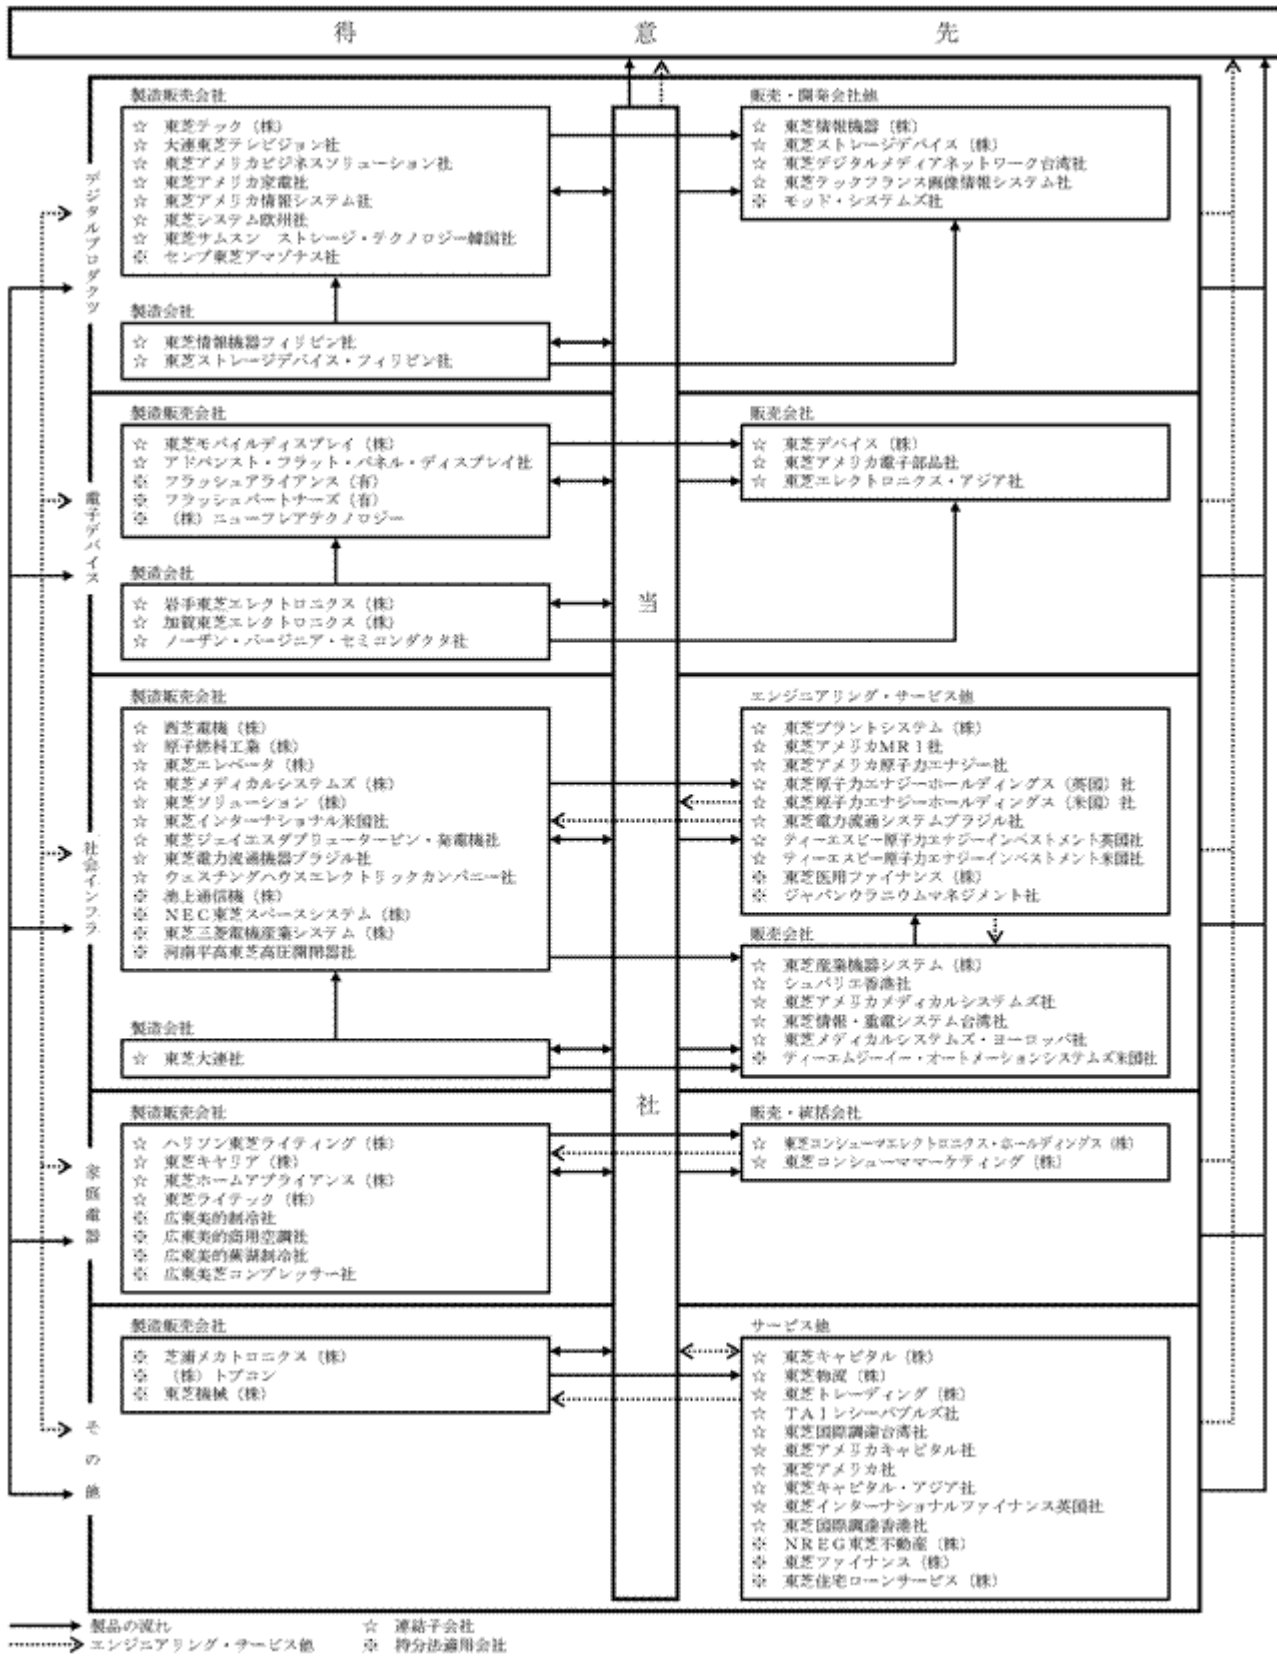 得意先
デジタルプロダクツ
製造販売会社
☆ 東芝テック（株）
☆ 大連東芝テレビジョン社
☆ 東芝アメリカビジネスソリューション社
☆ 東芝アメリカ家電社
☆ 東芝アメリカ情報システム社
☆ 東芝システム欧州社
☆ 東芝サムスン　ストレージ・テクノロジー韓国社
※ センプ東芝アマゾナス社
製造会社
☆ 東芝情報機器フィリピン社
☆ 東芝ストレージデバイス・フィリピン社
販売・開発会社他
☆ 東芝情報機器（株）
☆ 東芝ストレージデバイス（株）
☆ 東芝デジタルメディアネットワーク台湾社
☆ 東芝テックフランス画像情報システム社
※ モッド・システムズ社
電子デバイス
製造販売会社
☆ 東芝モバイルディスプレイ（株）
☆ アドバンスト・フラット・パネル・ディスプレイ社
※ フラッシュアライアンス（有）
※ フラッシュパートナーズ（有）
※ （株）ニューフレアテクノロジー
製造会社
☆ 岩手東芝エレクトロニクス（株）
☆ 加賀東芝エレクトロニクス（株）
☆ ノーザン・バージニア・セミコンダクタ社
販売会社
☆ 東芝デバイス（株）
☆ 東芝アメリカ電子部品社
☆ 東芝エレクトロニクス・アジア社
当社
社会インフラ
製造販売会社
☆ 西芝電機（株）
☆ 原子燃料工業（株）
☆ 東芝エレベータ（株）
☆ 東芝メディカルシステムズ（株）
☆ 東芝ソリューション（株）
☆ 東芝インターナショナル米国社
☆ 東芝ジェイエスダブリュータービン・発電機社
☆ 東芝電力流通機器ブラジル社
☆ ウェスチングハウスエレクトリックカンパニー社
※ 池上通信機（株）
※ ＮＥＣ東芝スペースシステム（株）
※ 東芝三菱電機産業システム（株）
※ 河南平高東芝高圧開閉器社
製造会社
☆ 東芝大連社
エンジニアリング・サービス他
☆ 東芝プラントシステム（株）
☆ 東芝アメリカＭＲＩ社
☆ 東芝アメリカ原子力エナジー社
☆ 東芝原子力エナジーホールディングス（英国）社
☆ 東芝原子力エナジーホールディングス（米国）社
☆ 東芝電力流通システムブラジル社
☆ ティーエスビー原子力エナジーインベストメント英国社
☆ ティーエスビー原子力エナジーインベストメント米国社
※ 東芝医用ファイナンス（株）
※ ジャパンウラニウムマネジメント社
販売会社
☆ 東芝産業機器システム（株）
☆ シュバリエ香港社
☆ 東芝アメリカメディカルシステムズ社
☆ 東芝情報・重電システム台湾社
☆ 東芝メディカルシステムズ・ヨーロッパ社
※ ティーエムジーイー・オートメーションシステムズ米国社
家庭電器
製造販売会社
☆ ハリソン東芝ライティング（株）
☆ 東芝キヤリア（株）
☆ 東芝ホームアプライアンス（株）
☆ 東芝ライテック（株）
※ 広東美的制冷社
※ 広東美的商用空調社
※ 広東美的蕪湖制冷社
※ 広東美芝コンプレッサー社
販売・統括会社
☆ 東芝コンシューマエレクトロニクス・ホールディングス（株）
☆ 東芝コンシューママーケティング（株）
その他
製造販売会社
※ 芝浦メカトロニクス（株）
※ （株）トプコン
※ 東芝機械（株）
サービス他
☆ 東芝キャピタル（株）
☆ 東芝物流（株）
☆ 東芝トレーディング（株）
☆ ＴＡＩレシーバブルズ社
☆ 東芝国際調達台湾社
☆ 東芝アメリカキャピタル社
☆ 東芝アメリカ社
☆ 東芝キャピタル・アジア社
☆ 東芝インターナショナルファイナンス英国社
☆ 東芝国際調達香港社
※ ＮＲＥＧ東芝不動産（株）
※ 東芝ファイナンス（株）
※ 東芝住宅ローンサービス（株）
製品の流れ
エンジニアリング・サービス他
☆ 連結子会社
※ 持分法適用会社